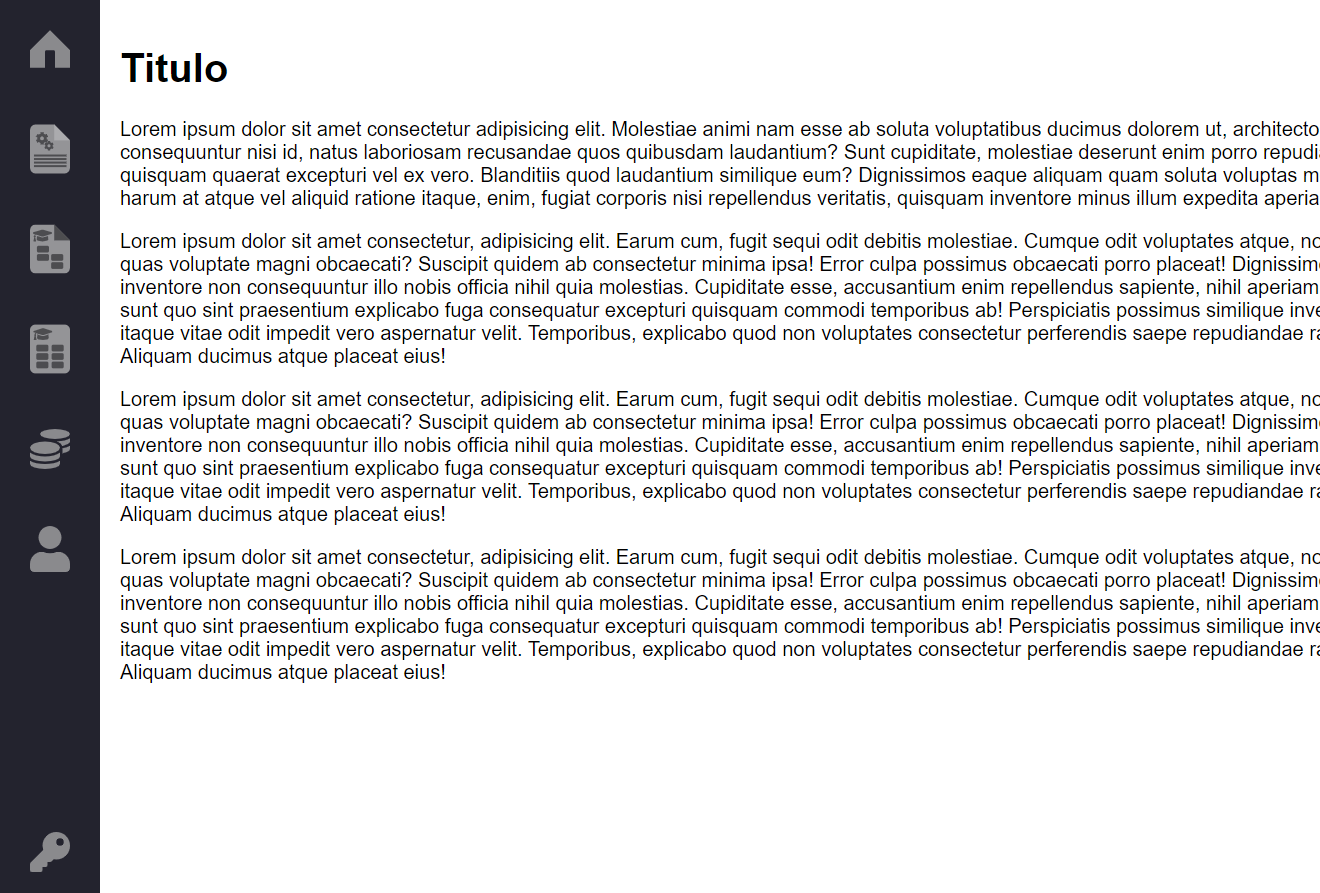 Titulo
Lorem ipsum dolor sit amet consectetur adipisicing elit. Molestiae animi nam esse ab soluta voluptatibus ducimus dolorem ut, architecto
consequuntur nisi id, natus laboriosam recusandae quos quibusdam laudantium? Sunt cupiditate, molestiae deserunt enim porro
quisquam quaerat excepturi vel ex vero. Blanditiis quod laudantium similique eum? Dignissimos eaque aliquam quam soluta voluptas
harum at atque vel aliquid ratione itaque, enim, fugiat corporis nisi repellendus veritatis, quisquam inventore minus illum expedita
Lorem ipsum dolor sit amet consectetur, adipisicing elit. Earum cum, fugit sequi odit debitis molestiae. Cumque odit voluptates atque,
quas voluptate magni obcaecati? Suscipit quidem ab consectetur minima ipsa! Error culpa possimus obcaecati porro placeat!
inventore non consequuntur illo nobis officia nihil quia molestias. Cupiditate esse, accusantium enim repellendus sapiente, nihil aperiam
sunt quo sint praesentium explicabo fuga consequatur excepturi quisquam commodi temporibus ab! Perspiciatis possimus similique
itaque vitae odit impedit vero aspernatur velit. Temporibus, explicabo quod non voluptates consectetur perferendis saepe repudiandae
Aliquam ducimus atque placeat eius!
Lorem ipsum dolor sit amet consectetur, adipisicing elit. Earum cum, fugit sequi odit debitis molestiae. Cumque odit voluptates atque,
quas voluptate magni obcaecati? Suscipit quidem ab consectetur minima ipsa! Error culpa possimus obcaecati porro placeat!
inventore non consequuntur illo nobis officia nihil quia molestias. Cupiditate esse, accusantium enim repellendus sapiente, nihil aperiam
sunt quo sint praesentium explicabo fuga consequatur excepturi quisquam commodi temporibus ab! Perspiciatis possimus similique
itaque vitae odit impedit vero aspernatur velit. Temporibus, explicabo quod non voluptates consectetur perferendis saepe repudiandae
Aliquam ducimus atque placeat eius!
Lorem ipsum dolor sit amet consectetur, adipisicing elit. Earum cum, fugit sequi odit debitis molestiae. Cumque odit voluptates atque,
quas voluptate magni obcaecati? Suscipit quidem ab consectetur minima ipsa! Error culpa possimus obcaecati porro placeat!
inventore non consequuntur illo nobis officia nihil quia molestias. Cupiditate esse, accusantium enim repellendus sapiente, nihil aperiam
sunt quo sint praesentium explicabo fuga consequatur excepturi quisquam commodi temporibus ab! Perspiciatis possimus similique
itaque vitae odit impedit vero aspernatur velit. Temporibus, explicabo quod non voluptates consectetur perferendis saepe repudiandae
Aliquam ducimus atque placeat eius!